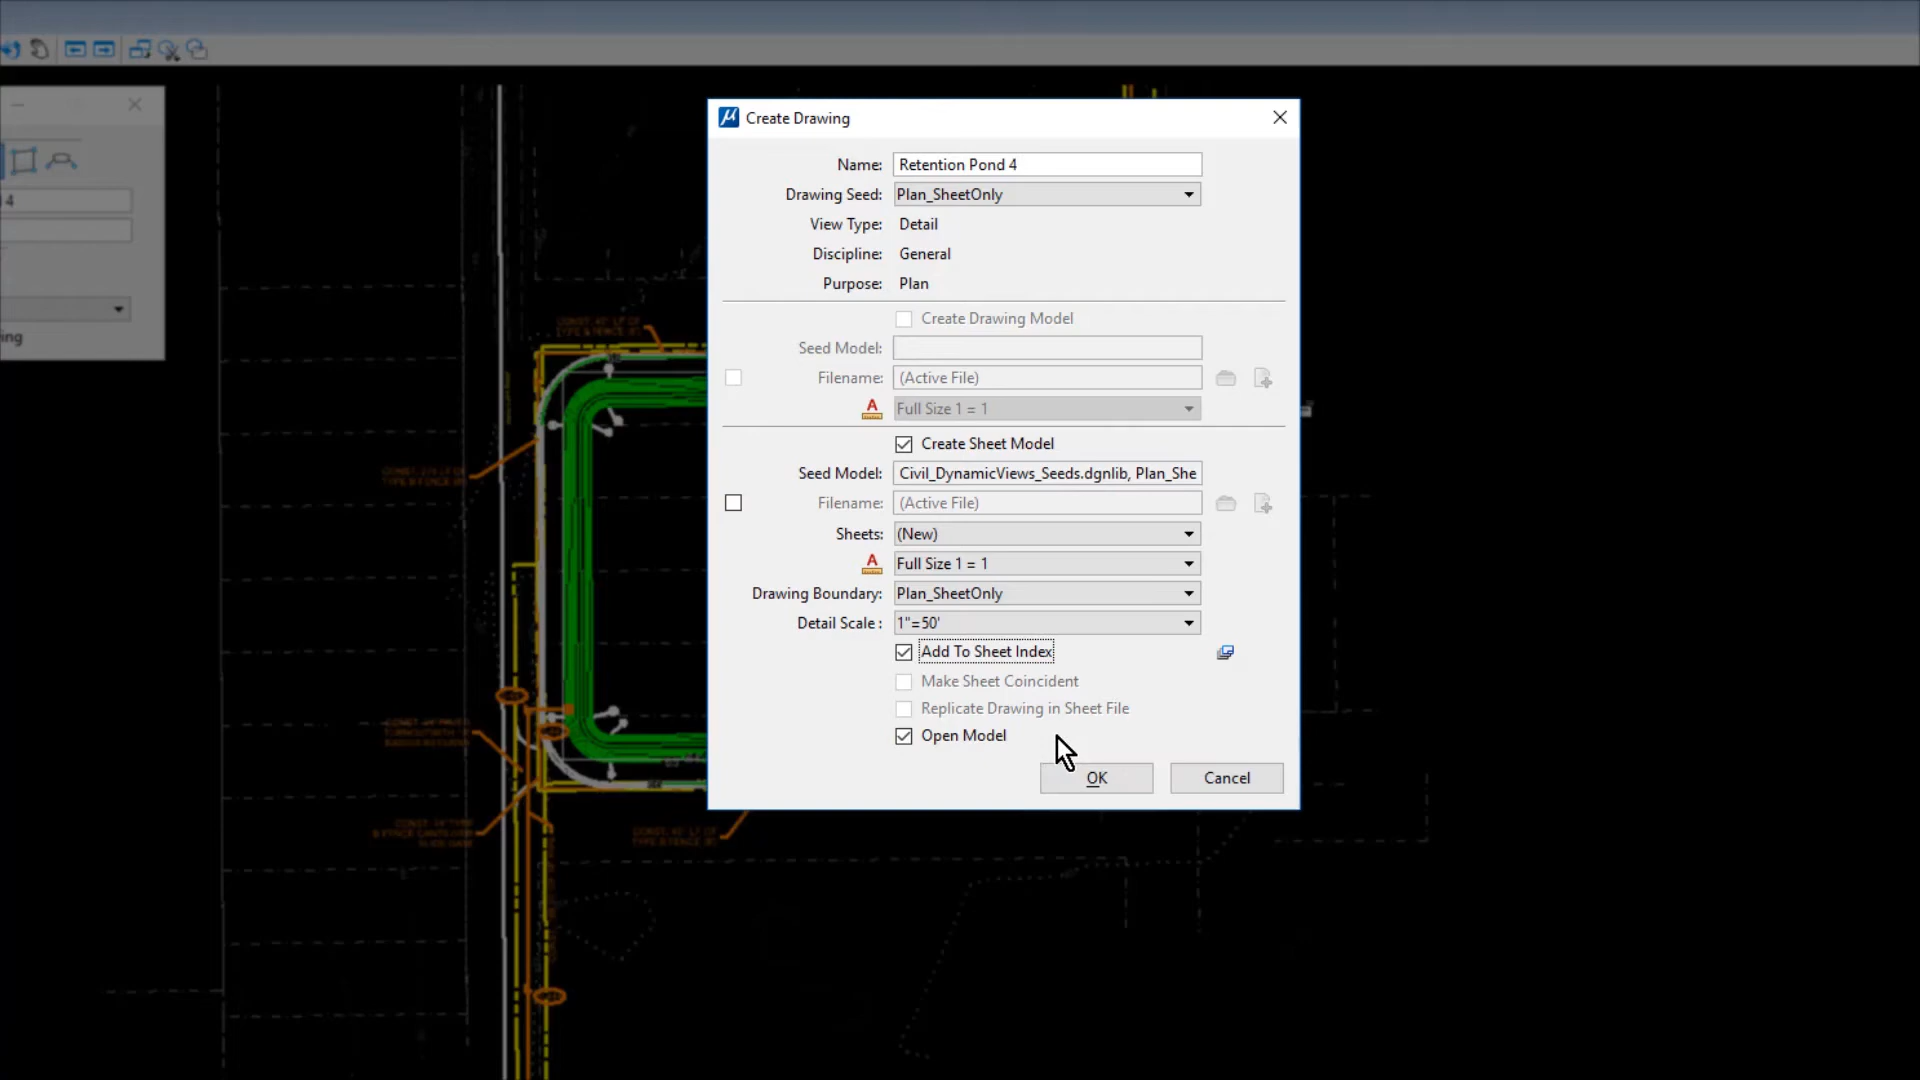 Create Drawing
Name: Retention Pond 4
Drawing Seed: Plan_SheetOnly
View Type: Detail
Discipline: General
Purpose: Plan
Create Drawing Model
Seed Model:
Filename: (Active File)
Full Size 1 = 1
Create Sheet Model
Seed Model: Civil_DynamicViews_Seeds.dgnlib, Plan_She
Filename: (Active File)
Sheets: (New)
Full Size 1 = 1
Drawing Boundary: Plan_SheetOnly
Detail Scale : 1"=50'
Add To Sheet Index
Make Sheet Coincident
Replicate Drawing in Sheet File
Open Model
OK Cancel
4
ing